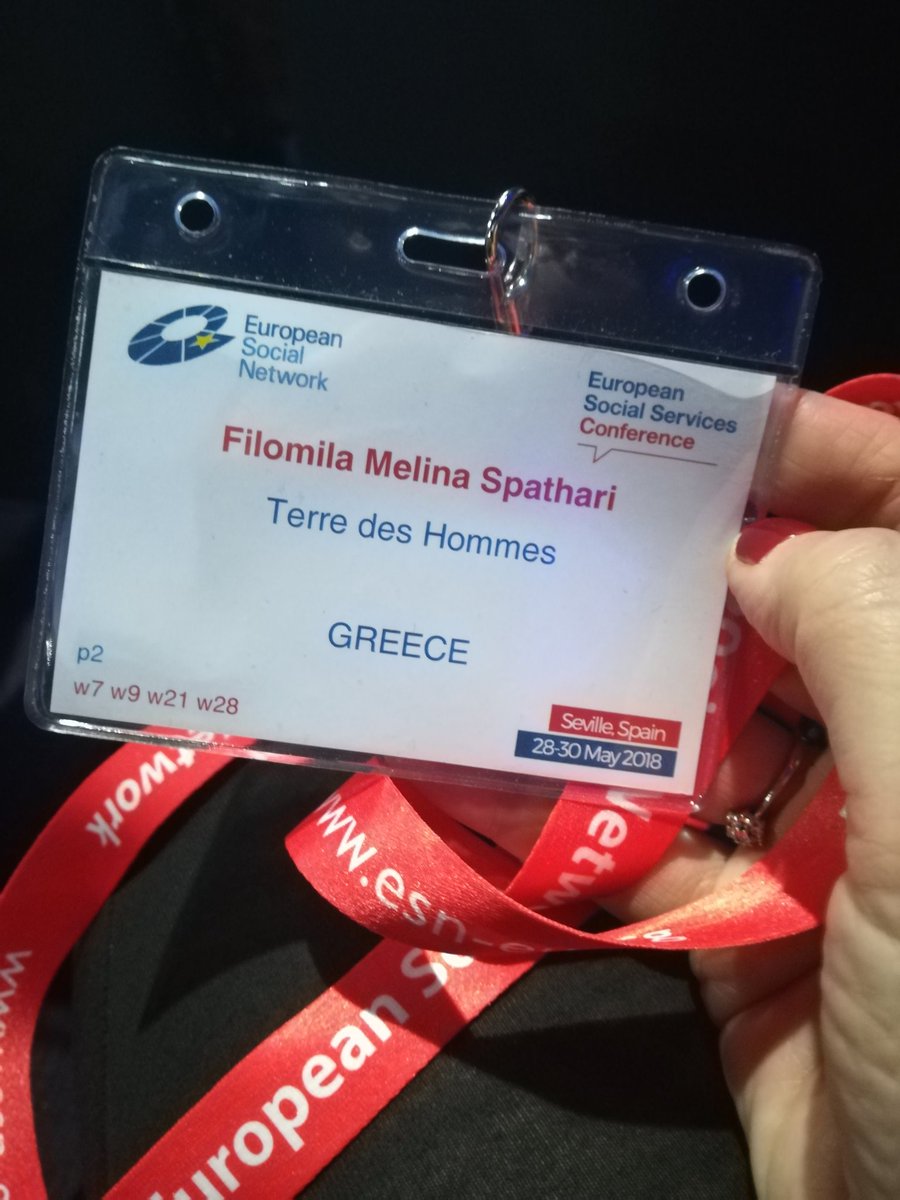 European
Social
Network
European
Social Services
Conference
Filomila Melina Spathari
Terre des Hommes
GREECE
p2
w7 w9 w21 w28
Seville, Spain
28-30 May 2018
European